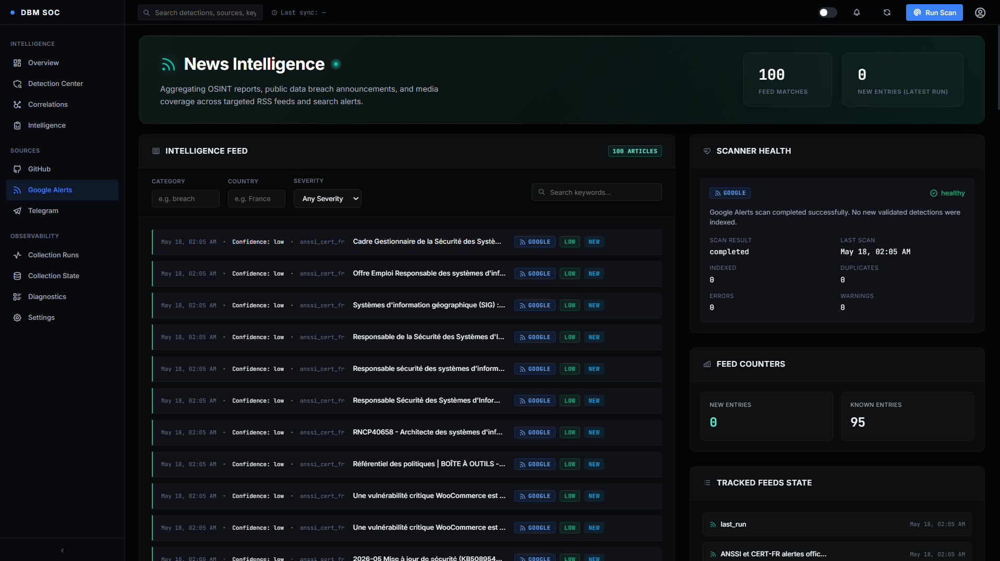 DBM SOC
Search detections, sources, key
Last sync: —
Run Scan
INTELLIGENCE
Overview
Detection Center
Correlations
Intelligence
SOURCES
GitHub
Google Alerts
Telegram
OBSERVABILITY
Collection Runs
Collection State
Diagnostics
Settings
News Intelligence
Aggregating OSINT reports, public data breach announcements, and media
coverage across targeted RSS feeds and search alerts.
100
FEED MATCHES
0
NEW ENTRIES (LATEST RUN)
INTELLIGENCE FEED
100 ARTICLES
CATEGORY
e.g. breach
COUNTRY
e.g. France
SEVERITY
Any Severity
Search keywords...
May 18, 02:05 AM • Confidence: low • anssi_cert_fr Cadre Gestionnaire de la Sécurité des Systè... GOOGLE LOW NEW
May 18, 02:05 AM • Confidence: low • anssi_cert_fr Offre Emploi Responsable des systèmes d'inf... GOOGLE LOW NEW
May 18, 02:05 AM • Confidence: low • anssi_cert_fr Systèmes d'information géographique (SIG) :... GOOGLE LOW NEW
May 18, 02:05 AM • Confidence: low • anssi_cert_fr Responsable de la Sécurité des Systèmes d'I... GOOGLE LOW NEW
May 18, 02:05 AM • Confidence: low • anssi_cert_fr Responsable sécurité des systèmes d'inform... GOOGLE LOW NEW
May 18, 02:05 AM • Confidence: low • anssi_cert_fr Responsable Sécurité des Systèmes d'Infor... GOOGLE LOW NEW
May 18, 02:05 AM • Confidence: low • anssi_cert_fr RNCP40658 - Architecte des systèmes d'inf... GOOGLE LOW NEW
May 18, 02:05 AM • Confidence: low • anssi_cert_fr Référentiel des politiques | BOÎTE À OUTILS -... GOOGLE LOW NEW
May 18, 02:05 AM • Confidence: low • anssi_cert_fr Une vulnérabilité critique WooCommerce est ... GOOGLE LOW NEW
May 18, 02:05 AM • Confidence: low • anssi_cert_fr Une vulnérabilité critique WooCommerce est ... GOOGLE LOW NEW
May 18, 02:05 AM • Confidence: low • anssi_cert_fr 2026-05 Mise à jour de sécurité (KB508954... GOOGLE LOW NEW
SCANNER HEALTH
GOOGLE
healthy
Google Alerts scan completed successfully. No new validated detections were
indexed.
SCAN RESULT
completed
LAST SCAN
May 18, 02:05 AM
INDEXED
0
DUPLICATES
0
ERRORS
0
WARNINGS
0
FEED COUNTERS
NEW ENTRIES
0
KNOWN ENTRIES
95
TRACKED FEEDS STATE
last_run May 18, 02:05 AM
ANSSI et CERT-FR alertes offic... May 18, 02:05 AM